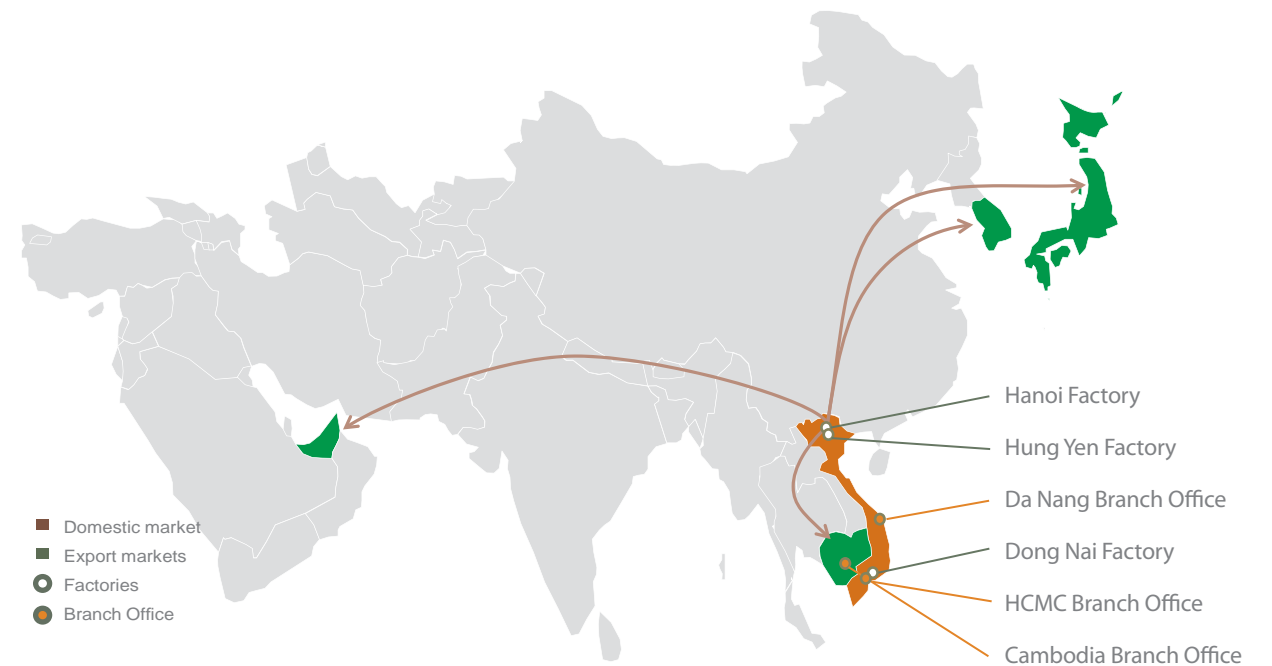 Hanoi Factory
Hung Yen Factory
Da Nang Branch Office
Dong Nai Factory
HCMC Branch Office
Cambodia Branch Office
Domestic market
Export markets
Factories
Branch Office